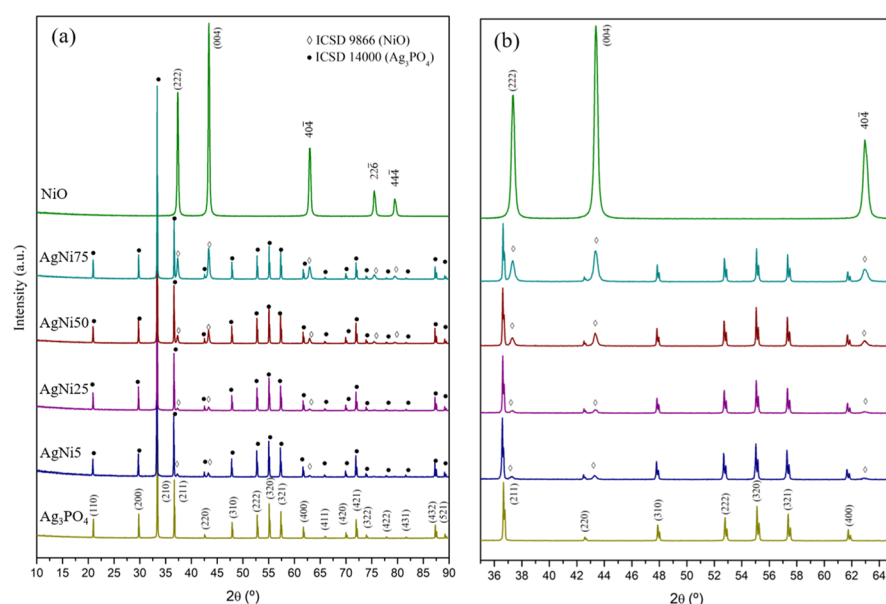 (a)
◊ ICSD 9866 (NiO)
● ICSD 14000 (Ag₃PO₄)
(222)
(004)
404̄
226̄
444̄
NiO
AgNi75
AgNi50
AgNi25
AgNi5
Ag₃PO₄
(110)
(200)
(210)
(211)
(220)
(310)
(222)
(320)
(321)
(400)
(411)
(420)
(421)
(322)
(422)
(431)
(432)
(521)
Intensity (a.u.)
10 15 20 25 30 35 40 45 50 55 60 65 70 75 80 85 90
2θ (º)
(b)
(222)
(004)
404̄
(211)
(220)
(310)
(222)
(320)
(321)
(400)
36 38 40 42 44 46 48 50 52 54 56 58 60 62 64
2θ (º)